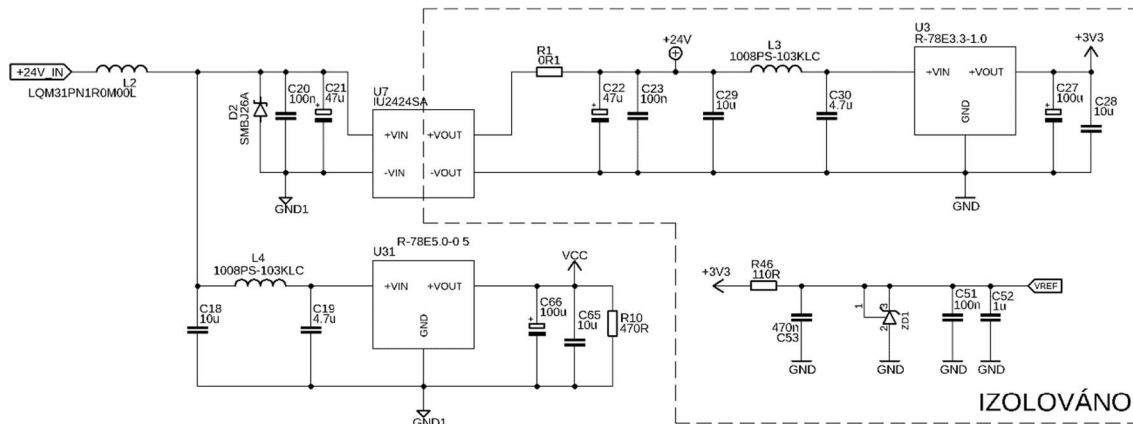 +24V_IN
L2
LQM31PN1R0M00L
D2
SMBJ26A
C20
100n
C21
47u
U7
IU2424SA
+VIN
+VOUT
-VIN
-VOUT
GND1
R1
0R1
C22
47u
C23
100n
+24V
C29
10u
L3
1008PS-103KLC
C30
4.7u
U3
R-78E3.3-1.0
+VIN
+VOUT
GND
C27
100u
+3V3
C28
10u
GND
C18
10u
L4
1008PS-103KLC
C19
4.7u
U31
R-78E5.0-0 5
+VIN
+VOUT
GND
C66
100u
VCC
C65
10u
R10
470R
GND1
+3V3
R46
110R
470n
C53
GND
1
2
3
ZD1
GND
C51
100n
GND
C52
1u
GND
VREF
IZOLOVÁNO